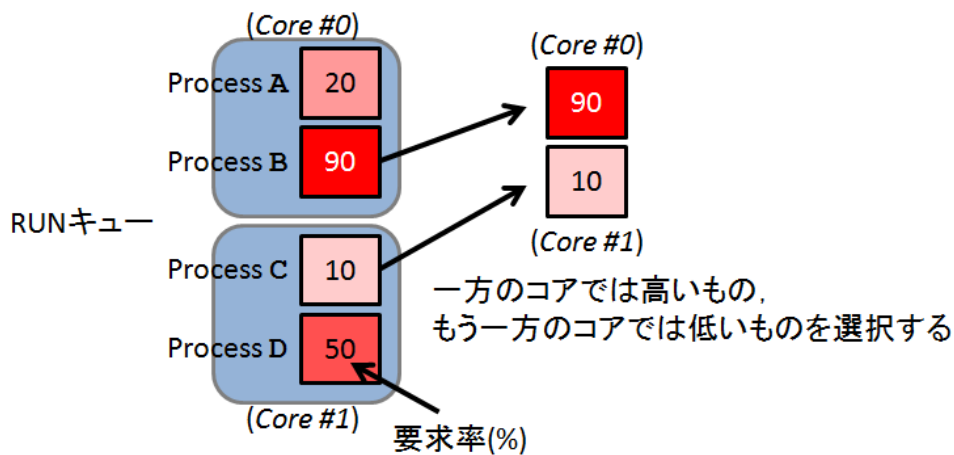 (Core #0)
Process A 20
Process B 90
RUNキュー
Process C 10
Process D 50
(Core #1)
要求率(%)
(Core #0)
90
10
(Core #1)
一方のコアでは高いもの,
もう一方のコアでは低いものを選択する